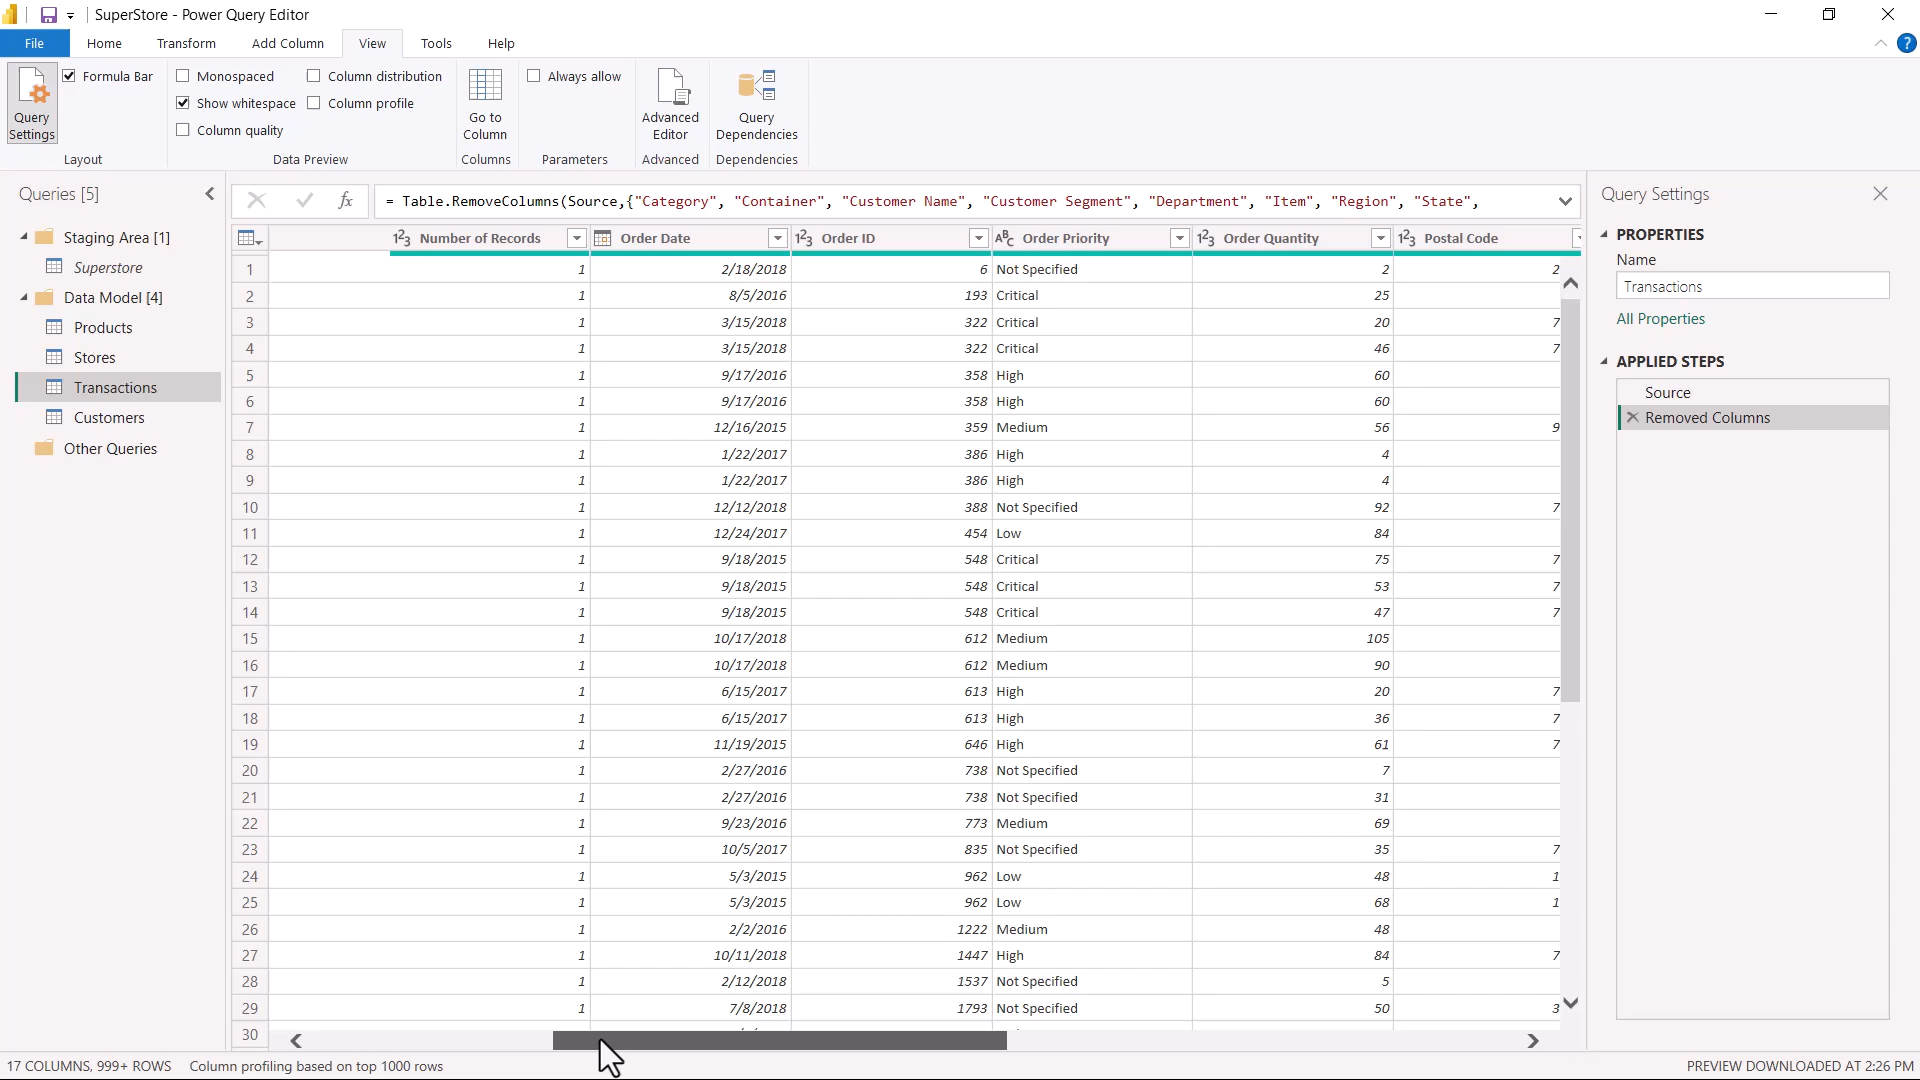 SuperStore - Power Query Editor
File Home Transform Add Column View Tools Help
Query Settings
Formula Bar
Layout
Monospaced
Show whitespace
Column quality
Column distribution
Column profile
Data Preview
Go to Column
Columns
Always allow
Parameters
Advanced Editor
Advanced
Query Dependencies
Dependencies
Queries [5]
Staging Area [1]
Superstore
Data Model [4]
Products
Stores
Transactions
Customers
Other Queries
fx = Table.RemoveColumns(Source,{"Category", "Container", "Customer Name", "Customer Segment", "Department", "Item", "Region", "State",
123 Number of Records Order Date 123 Order ID ABC Order Priority 123 Order Quantity 123 Postal Code
1 1 2/18/2018 6 Not Specified 2 2
2 1 8/5/2016 193 Critical 25
3 1 3/15/2018 322 Critical 20 7
4 1 3/15/2018 322 Critical 46 7
5 1 9/17/2016 358 High 60
6 1 9/17/2016 358 High 60
7 1 12/16/2015 359 Medium 56 9
8 1 1/22/2017 386 High 4
9 1 1/22/2017 386 High 4
10 1 12/12/2018 388 Not Specified 92 7
11 1 12/24/2017 454 Low 84
12 1 9/18/2015 548 Critical 75 7
13 1 9/18/2015 548 Critical 53 7
14 1 9/18/2015 548 Critical 47 7
15 1 10/17/2018 612 Medium 105
16 1 10/17/2018 612 Medium 90
17 1 6/15/2017 613 High 20 7
18 1 6/15/2017 613 High 36 7
19 1 11/19/2015 646 High 61 7
20 1 2/27/2016 738 Not Specified 7
21 1 2/27/2016 738 Not Specified 31
22 1 9/23/2016 773 Medium 69
23 1 10/5/2017 835 Not Specified 35 7
24 1 5/3/2015 962 Low 48 1
25 1 5/3/2015 962 Low 68 1
26 1 2/2/2016 1222 Medium 48
27 1 10/11/2018 1447 High 84 7
28 1 2/12/2018 1537 Not Specified 5
29 1 7/8/2018 1793 Not Specified 50 3
30
Query Settings
PROPERTIES
Name
Transactions
All Properties
APPLIED STEPS
Source
Removed Columns
17 COLUMNS, 999+ ROWS Column profiling based on top 1000 rows
PREVIEW DOWNLOADED AT 2:26 PM